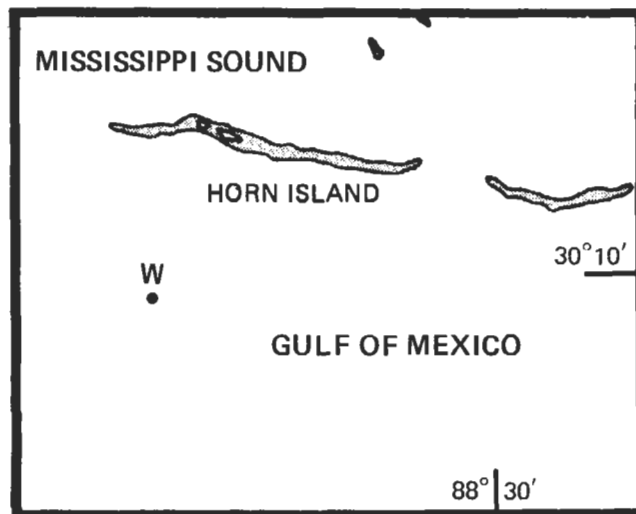 MISSISSIPPI SOUND
HORN ISLAND
30°10′
W
GULF OF MEXICO
88° 30′